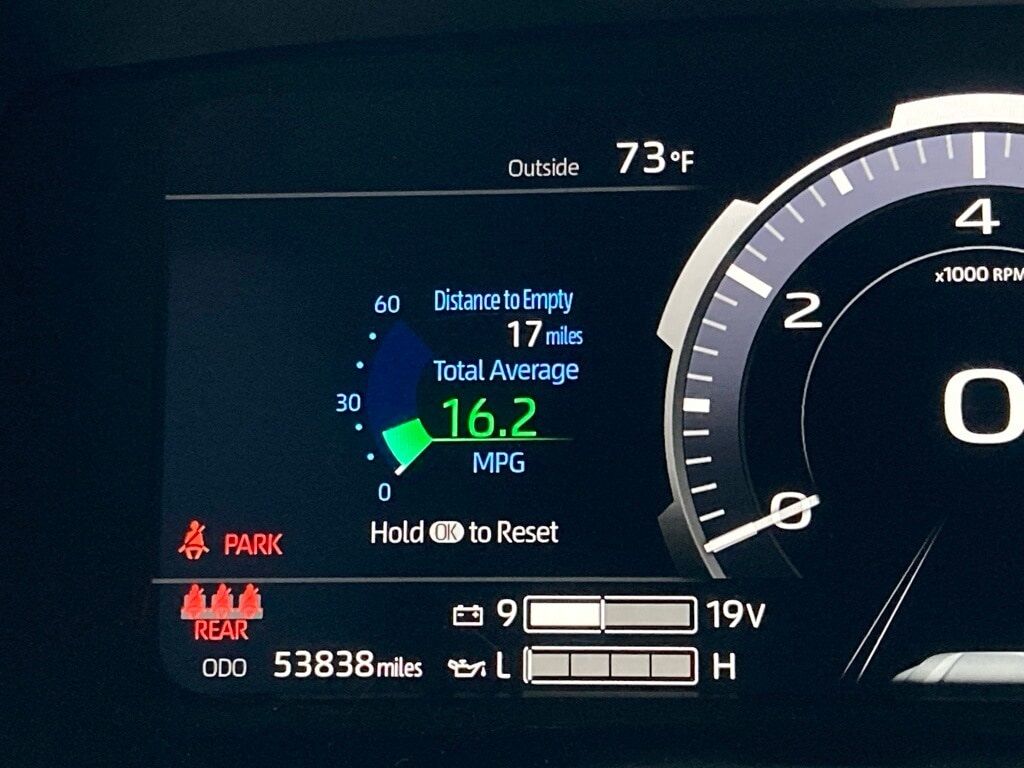 Outside 73°F
4
x1000 RPM
60
Distance to Empty
17 miles
2
Total Average
30
16.2
0
MPG
0
0
Hold OK to Reset
PARK
9 19V
REAR
ODO 53838 miles
L H